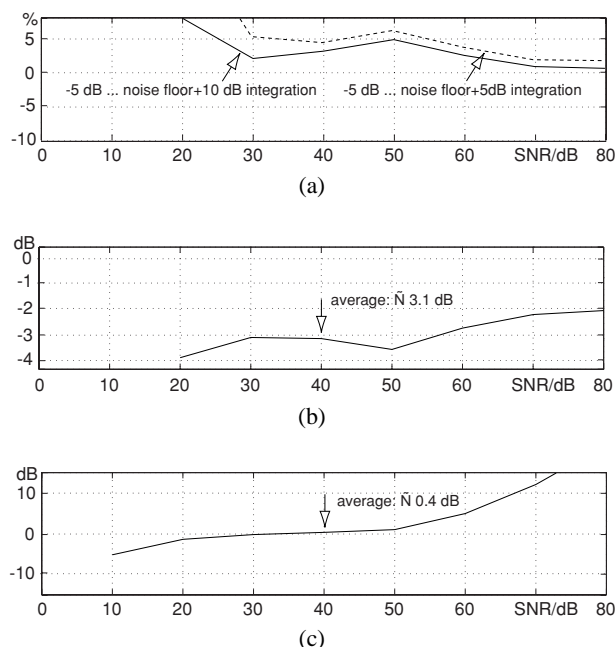 %
5
0
-5
-10
-5 dB ... noise floor+10 dB integration
-5 dB ... noise floor+5dB integration
0 10 20 30 40 50 60 SNR/dB 80
(a)
dB
0
-1
-2
-3
-4
average: Ñ 3.1 dB
0 10 20 30 40 50 60 SNR/dB 80
(b)
dB
10
0
-10
average: Ñ 0.4 dB
0 10 20 30 40 50 60 SNR/dB 80
(c)